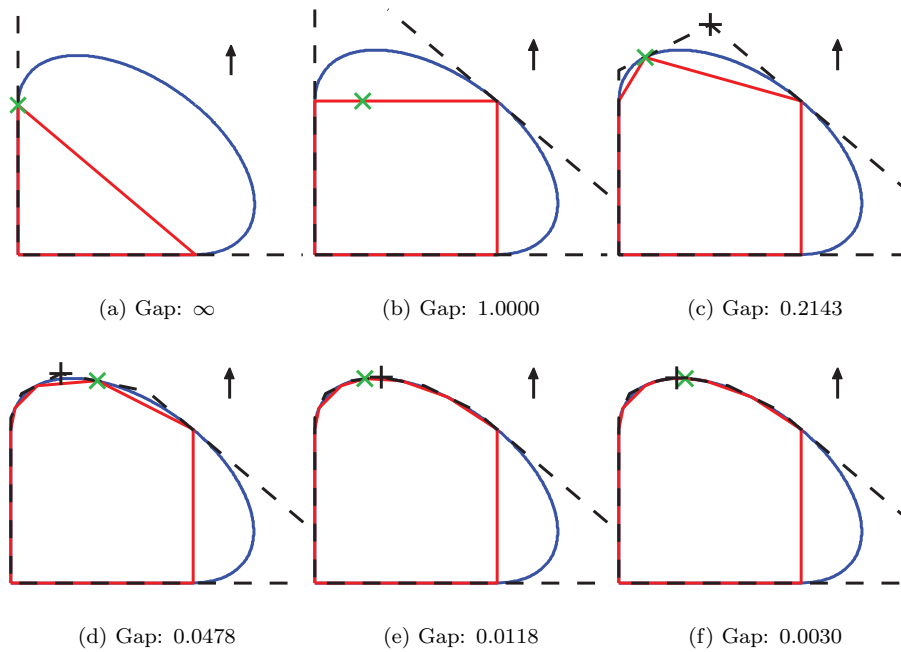 (a) Gap: ∞
(b) Gap: 1.0000
(c) Gap: 0.2143
(d) Gap: 0.0478
(e) Gap: 0.0118
(f) Gap: 0.0030